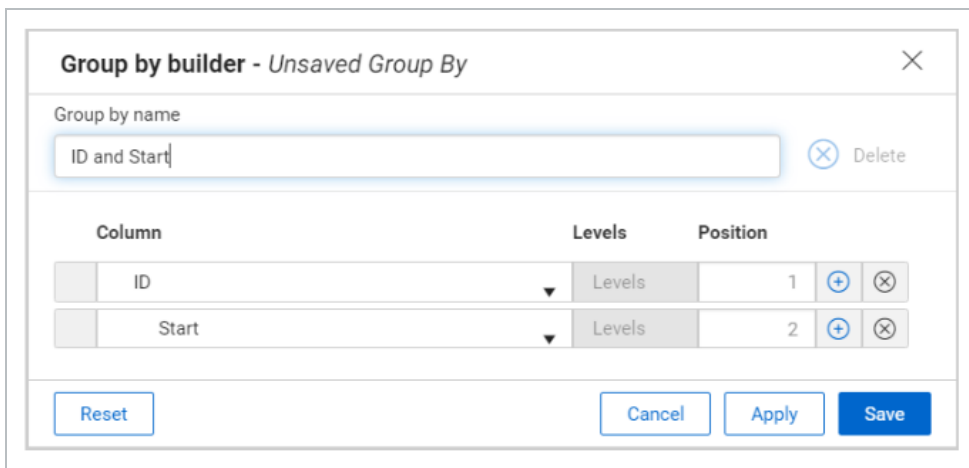 Group by builder - Unsaved Group By
Group by name
ID and Start
Delete
Column Levels Position
ID Levels 1
Start Levels 2
Reset Cancel Apply Save